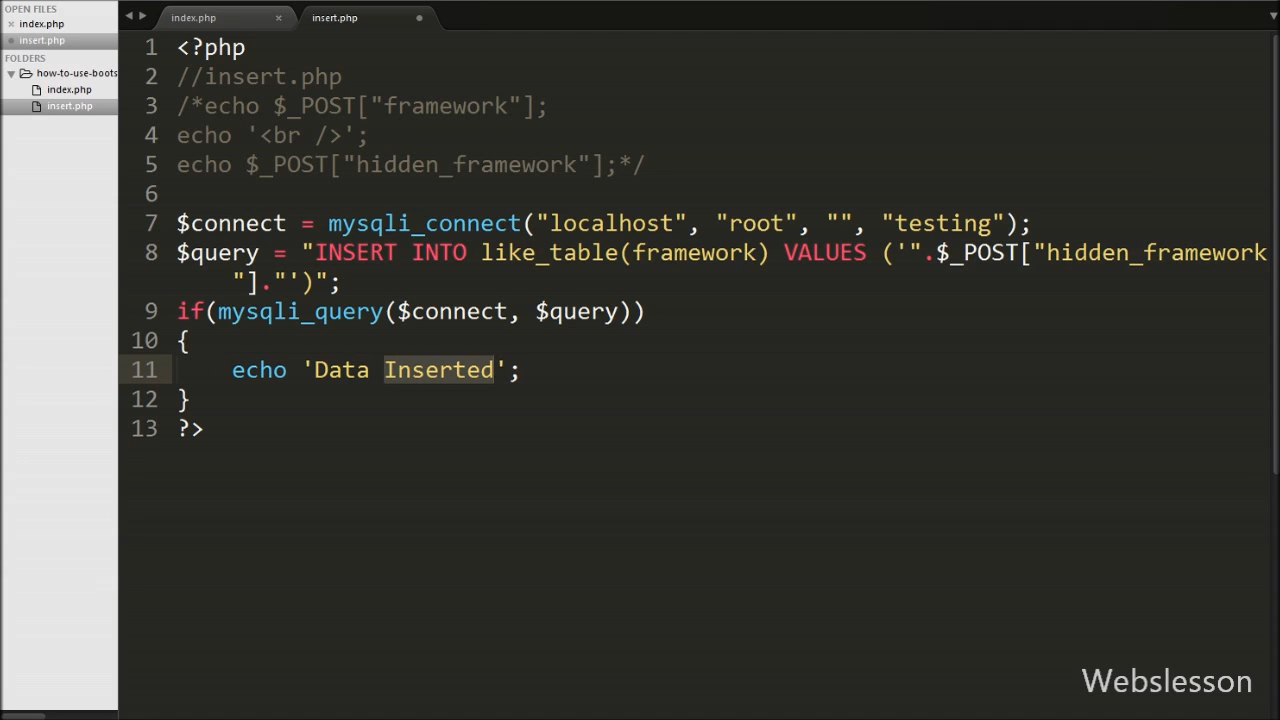 OPEN FILES
index.php
insert.php
FOLDERS
how-to-use-boots
index.php
insert.php
index.php
insert.php
1 <?php
2 //insert.php
3 /*echo $_POST["framework"];
4 echo '<br />';
5 echo $_POST["hidden_framework"];*/
6
7 $connect = mysqli_connect("localhost", "root", "", "testing");
8 $query = "INSERT INTO like_table(framework) VALUES ('".$_POST["hidden_framework
"]."')";
9 if(mysqli_query($connect, $query))
10 {
11 echo 'Data Inserted';
12 }
13 ?>
Webslesson